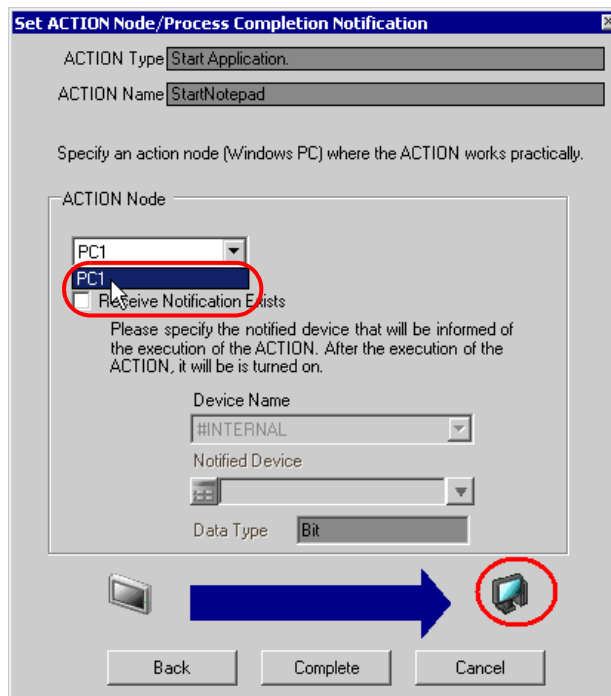 Set ACTION Node/Process Completion Notification
ACTION Type Start Application.
ACTION Name StartNotepad
Specify an action node (Windows PC) where the ACTION works practically.
ACTION Node
PC1
PC1
Receive Notification Exists
Please specify the notified device that will be informed of
the execution of the ACTION. After the execution of the
ACTION, it will be is turned on.
Device Name
#INTERNAL
Notified Device
Data Type Bit
Back Complete Cancel